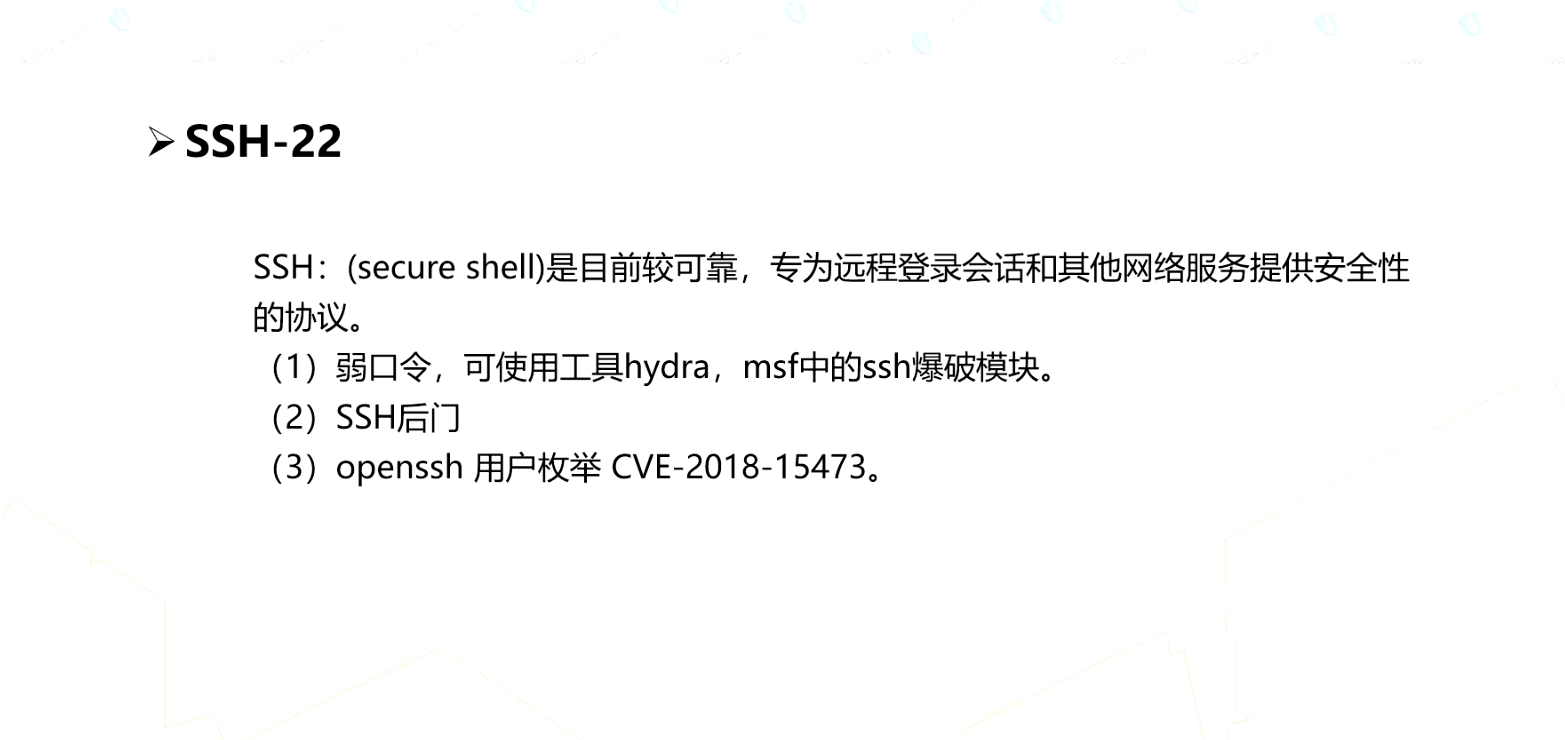 ➢ SSH-22
SSH：(secure shell)是目前较可靠，专为远程登录会话和其他网络服务提供安全性
的协议。
（1）弱口令，可使用工具hydra，msf中的ssh爆破模块。
（2）SSH后门
（3）openssh 用户枚举 CVE-2018-15473。